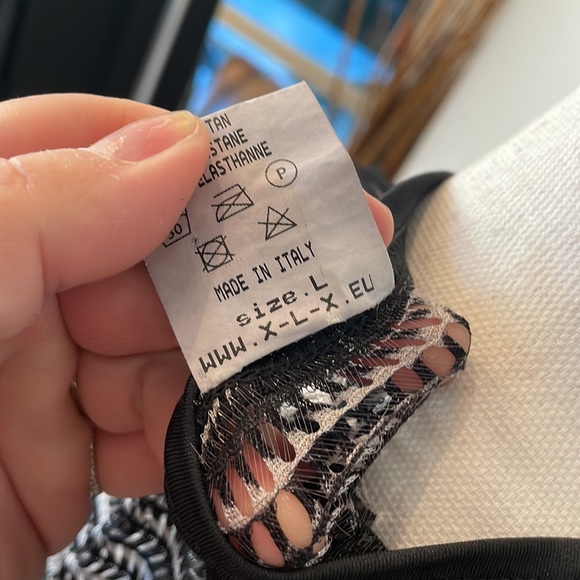 TAN
STANE
ELASTHANNE
P
30
MADE IN ITALY
size.L
WWW.X-L-X.EU